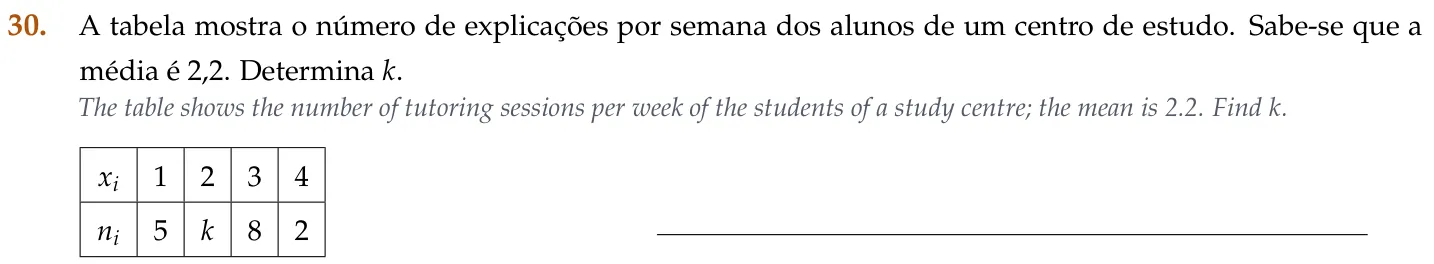 30. A tabela mostra o número de explicações por semana dos alunos de um centro de estudo. Sabe-se que a
média é 2,2. Determina k.
The table shows the number of tutoring sessions per week of the students of a study centre; the mean is 2.2. Find k.
xᵢ 1 2 3 4
nᵢ 5 k 8 2